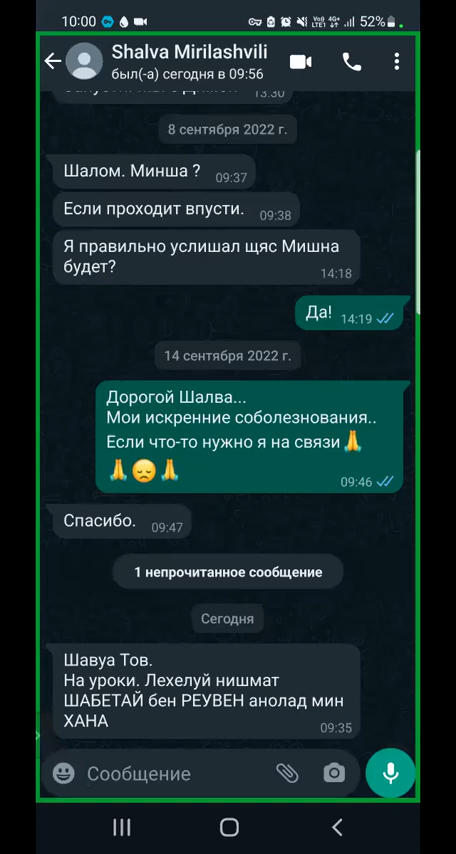 10:00
Vo)) 4G+
LTE1
52%
Shalva Mirilashvili
был(-а) сегодня в 09:56
13:30
8 сентября 2022 г.
Шалом. Минша ?
09:37
Если проходит впусти.
09:38
Я правильно услишал щяс Мишна
будет?
14:18
Да!
14:19
14 сентября 2022 г.
Дорогой Шалва...
Мои искренние соболезнования..
Если что-то нужно я на связи🙏
🙏😞🙏
09:46
Спасибо.
09:47
1 непрочитанное сообщение
Сегодня
Шавуа Тов.
На уроки. Лехелуй нишмат
ШАБЕТАЙ бен РЕУВЕН анолад мин
ХАНА
09:35
Сообщение